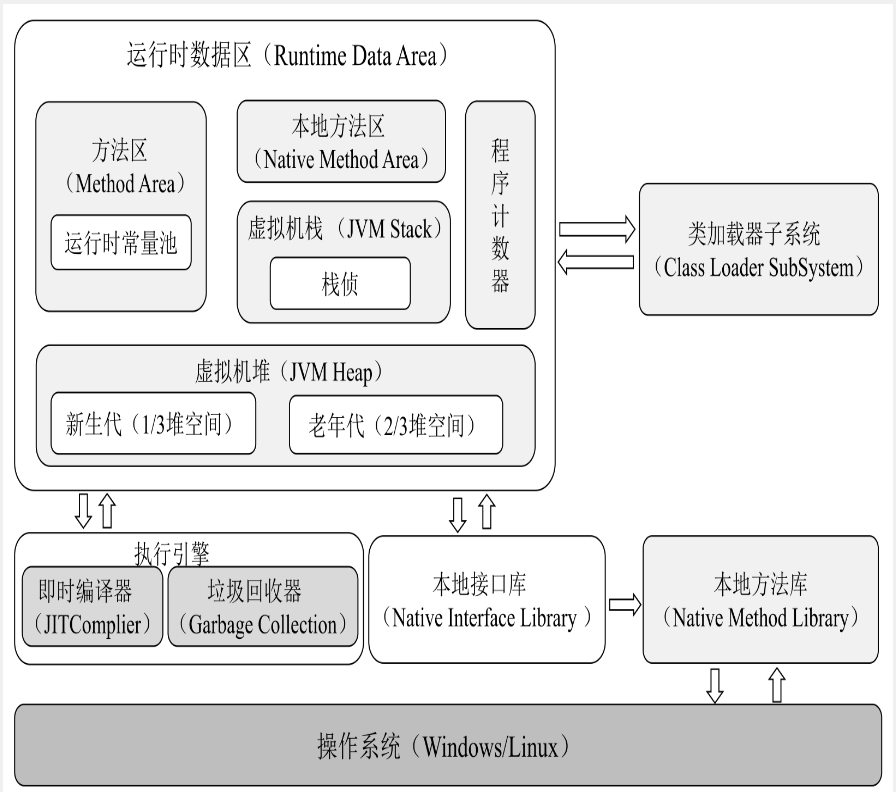 运行时数据区（Runtime Data Area）
方法区
（Method Area）
运行时常量池
本地方法区
（Native Method Area）
虚拟机栈（JVM Stack）
栈侦
程
序
计
数
器
类加载器子系统
（Class Loader SubSystem）
虚拟机堆（JVM Heap）
新生代（1/3堆空间）
老年代（2/3堆空间）
执行引擎
即时编译器
（JITComplier）
垃圾回收器
（Garbage Collection）
本地接口库
（Native Interface Library ）
本地方法库
（Native Method Library）
操作系统（Windows/Linux）